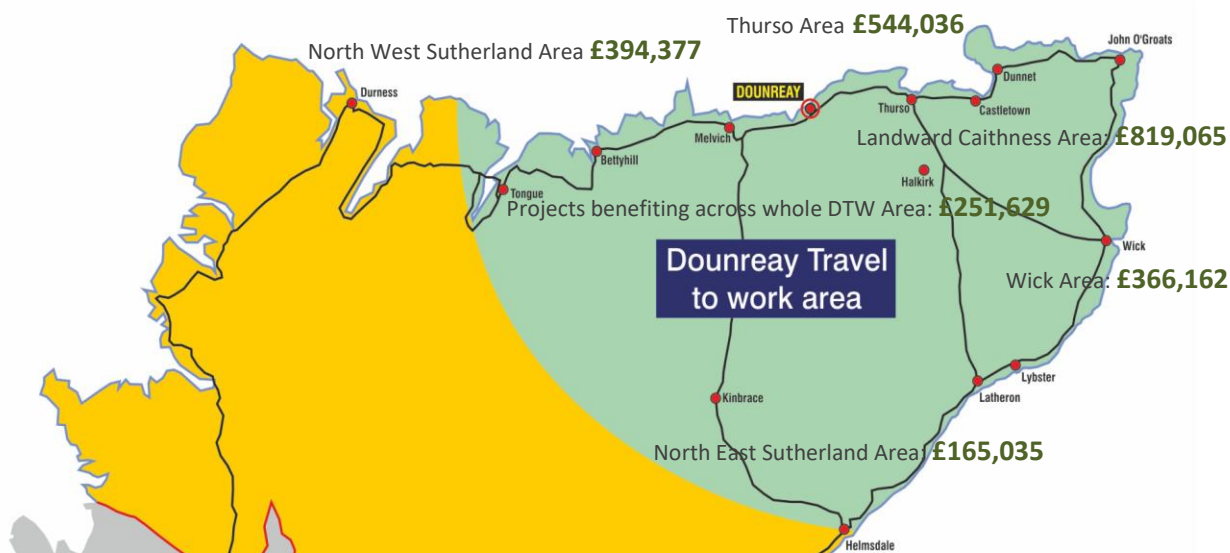 Thurso Area £544,036
North West Sutherland Area £394,377
John O'Groats
Dunnet
DOUNREAY
Durness
Thurso
Castletown
Melvich
Landward Caithness Area: £819,065
Bettyhill
Halkirk
Tongue
Projects benefiting across whole DTW Area: £251,629
Wick
Dounreay Travel
to work area
Wick Area: £366,162
Lybster
Latheron
Kinbrace
North East Sutherland Area: £165,035
Helmsdale